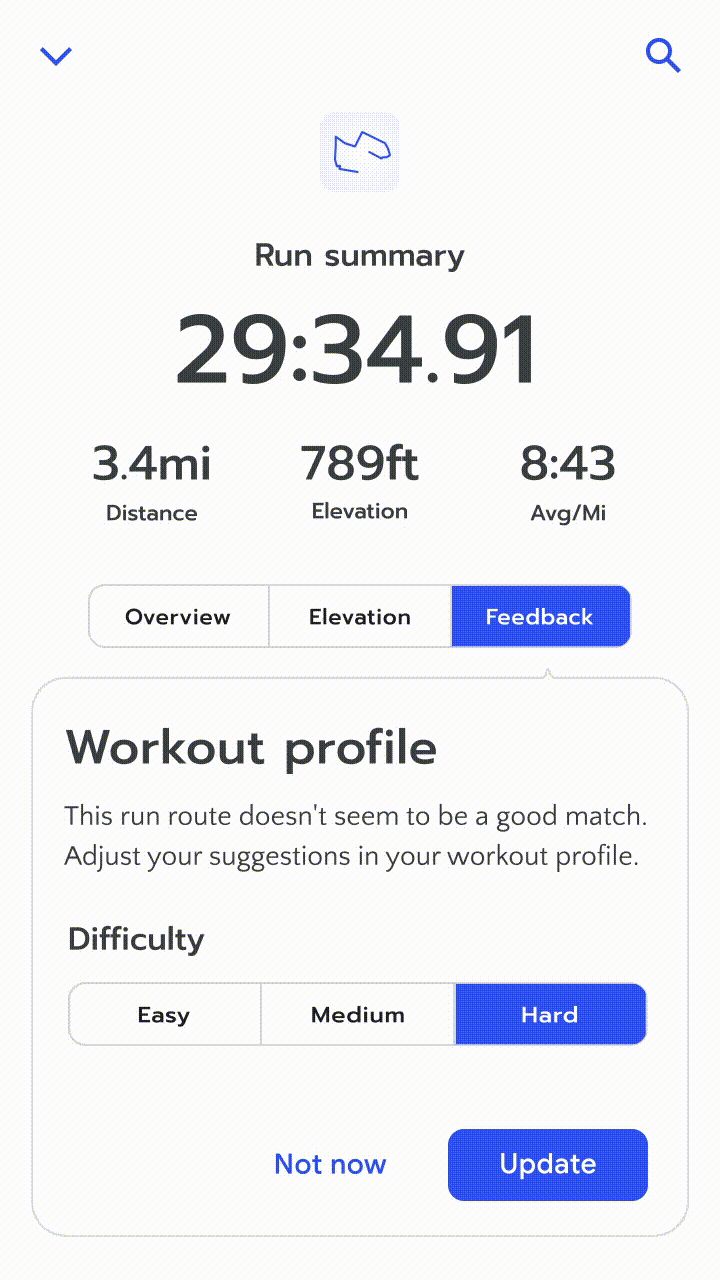 Run summary
29:34.91
3.4mi 789ft 8:43
Distance Elevation Avg/Mi
Overview Elevation Feedback
Workout profile
This run route doesn't seem to be a good match.
Adjust your suggestions in your workout profile.
Difficulty
Easy Medium Hard
Not now Update